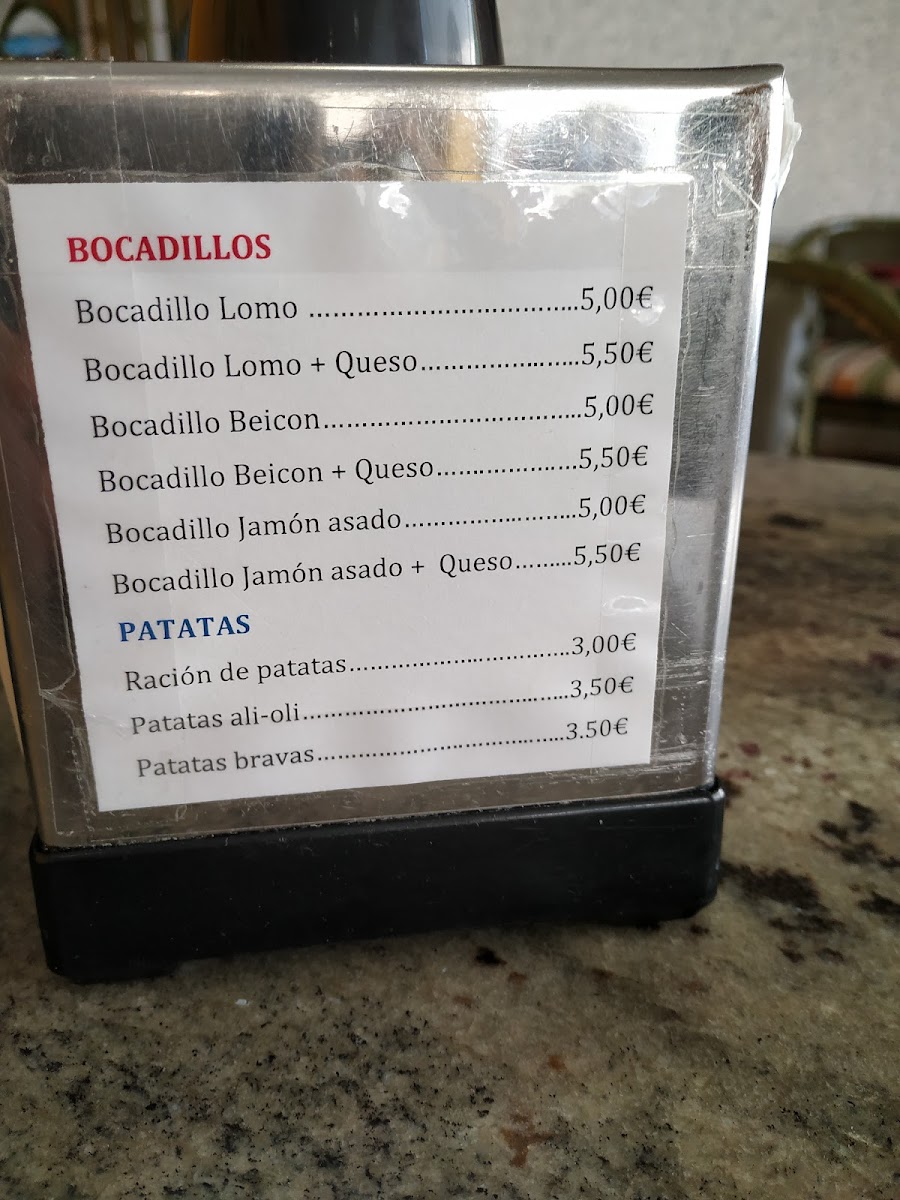 BOCADILLOS
Bocadillo Lomo ……………………………..5,00€
Bocadillo Lomo + Queso……………..…..5,50€
Bocadillo Beicon…………………………...5,00€
Bocadillo Beicon + Queso…….……….….5,50€
Bocadillo Jamón asado……………..……...5,00€
Bocadillo Jamón asado +  Queso……...5,50€
PATATAS
Ración de patatas………………..……….3,00€
Patatas ali-oli……………………….…..…..3,50€
Patatas bravas…………………….……..…..3.50€